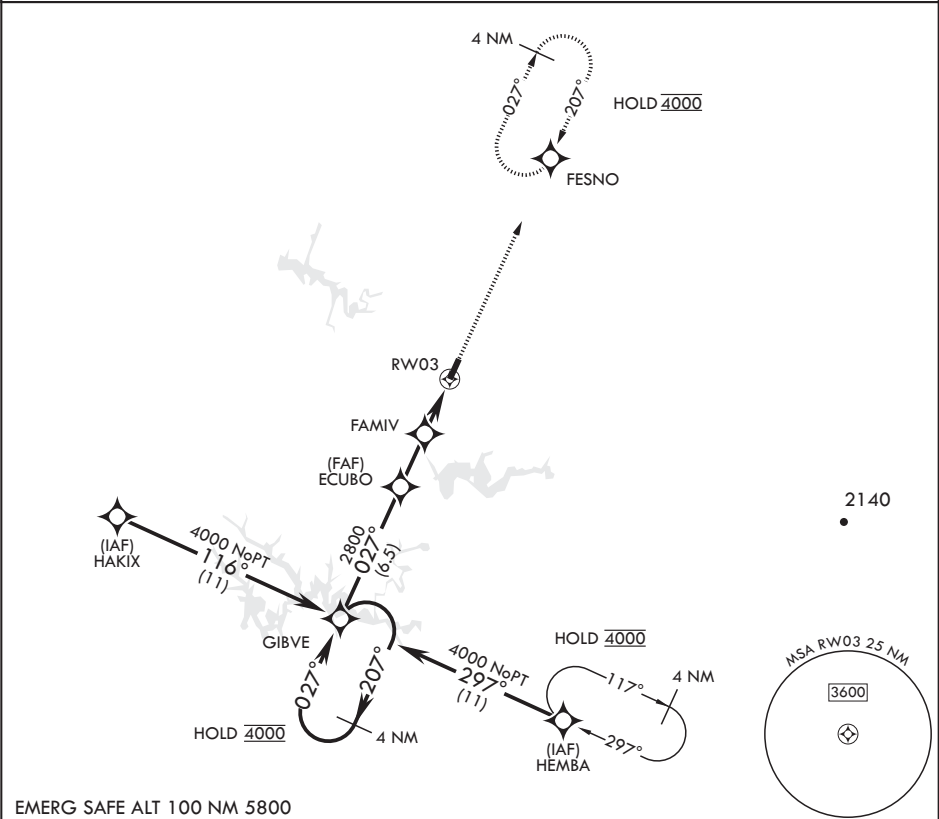 4 NM
027°
207°
HOLD 4000
FESNO
RW03
FAMIV
(FAF)
ECUBO
2140
(IAF)
HAKIX
4000 NoPT
116°
(11)
2800
027°
(6.5)
GIBVE
027°
207°
HOLD 4000
4 NM
4000 NoPT
297°
(11)
HOLD 4000
117°
4 NM
297°
(IAF)
HEMBA
MSA RW03 25 NM
3600
EMERG SAFE ALT 100 NM 5800